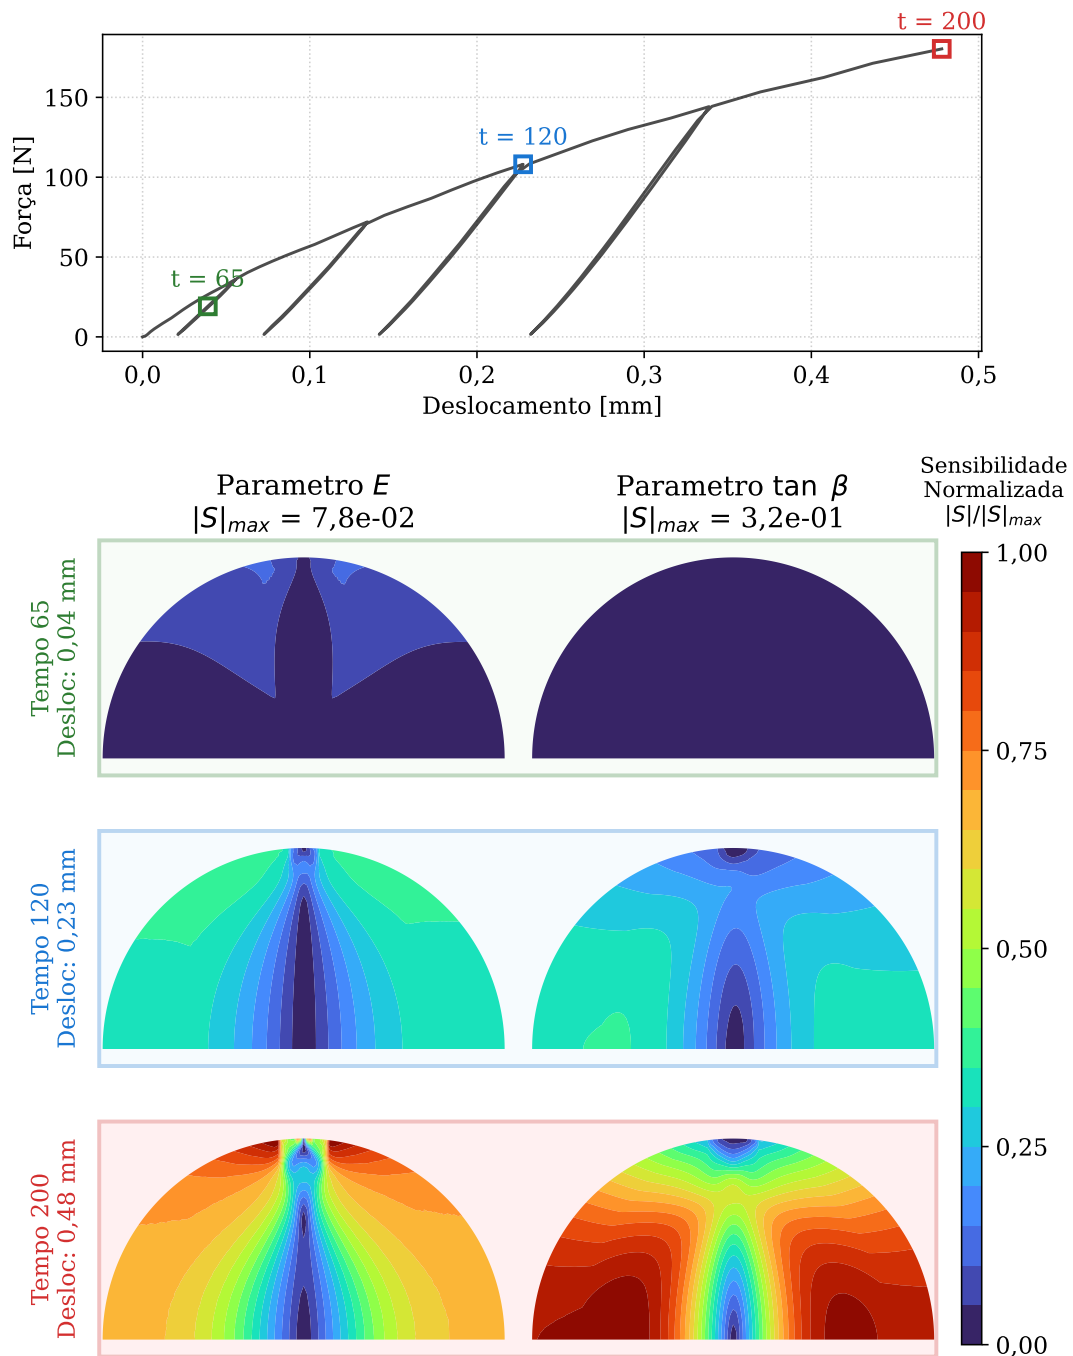 t = 200
t = 120
t = 65
Força [N]
150
100
50
0
0,0 0,1 0,2 0,3 0,4 0,5
Deslocamento [mm]
Parametro E
|S|max = 7,8e-02
Parametro tan β
|S|max = 3,2e-01
Sensibilidade
Normalizada
|S|/|S|max
Tempo 65
Desloc: 0,04 mm
Tempo 120
Desloc: 0,23 mm
Tempo 200
Desloc: 0,48 mm
1,00
0,75
0,50
0,25
0,00